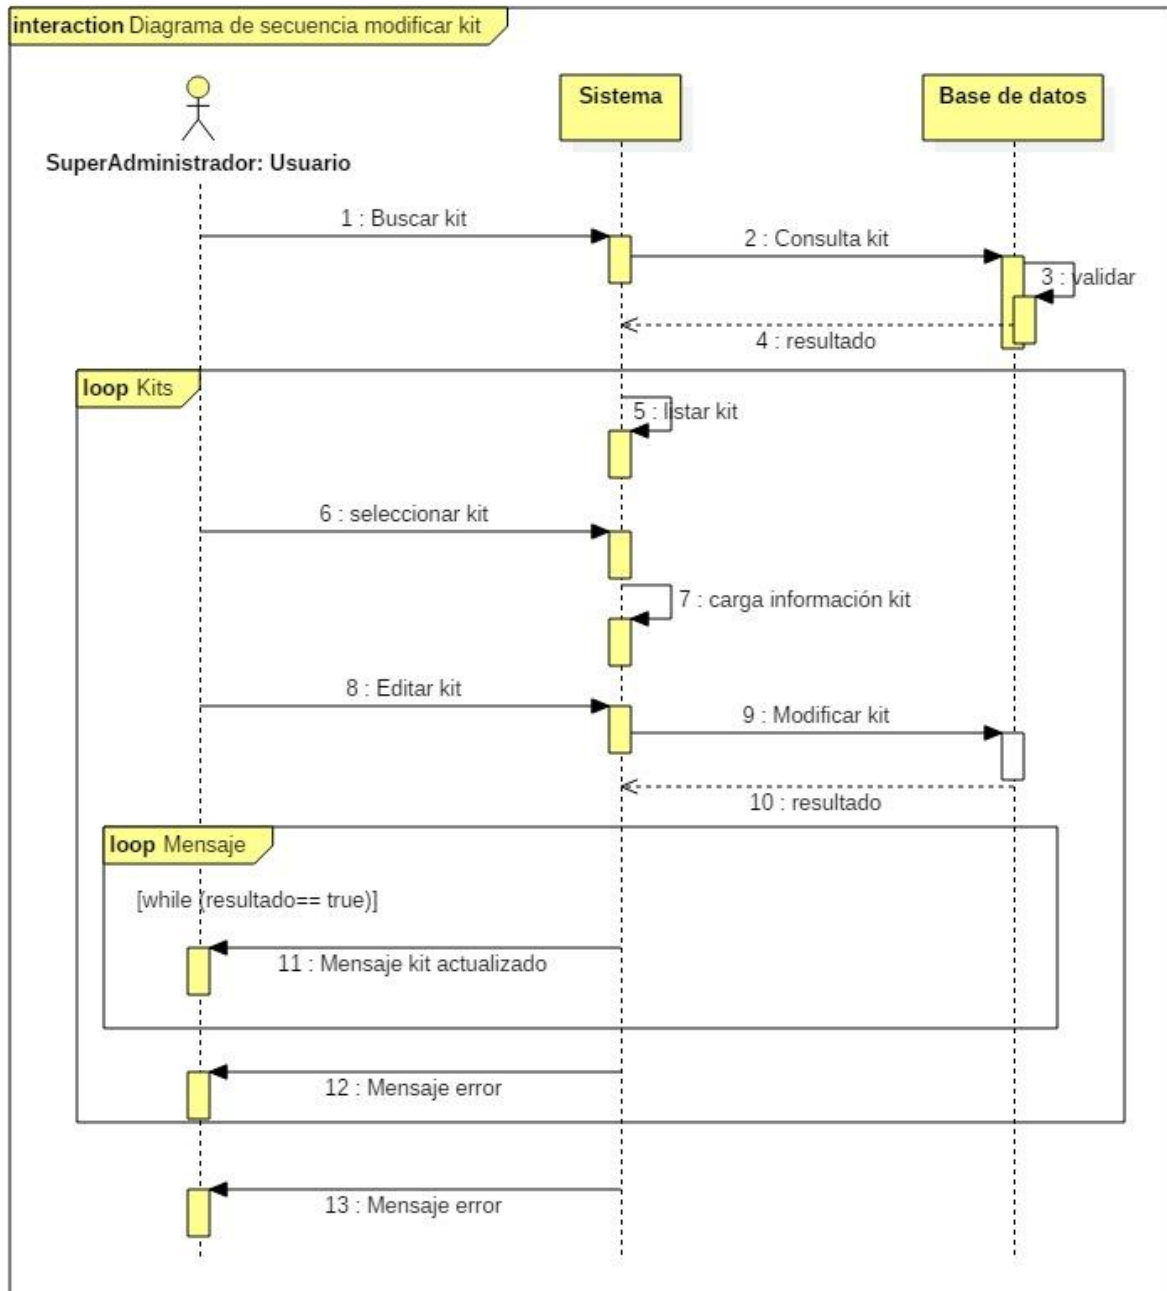 interaction Diagrama de secuencia modificar kit
Sistema
Base de datos
SuperAdministrador: Usuario
1 : Buscar kit
2 : Consulta kit
3 : validar
4 : resultado
loop Kits
5 : listar kit
6 : seleccionar kit
7 : carga información kit
8 : Editar kit
9 : Modificar kit
10 : resultado
loop Mensaje
[while (resultado== true)]
11 : Mensaje kit actualizado
12 : Mensaje error
13 : Mensaje error